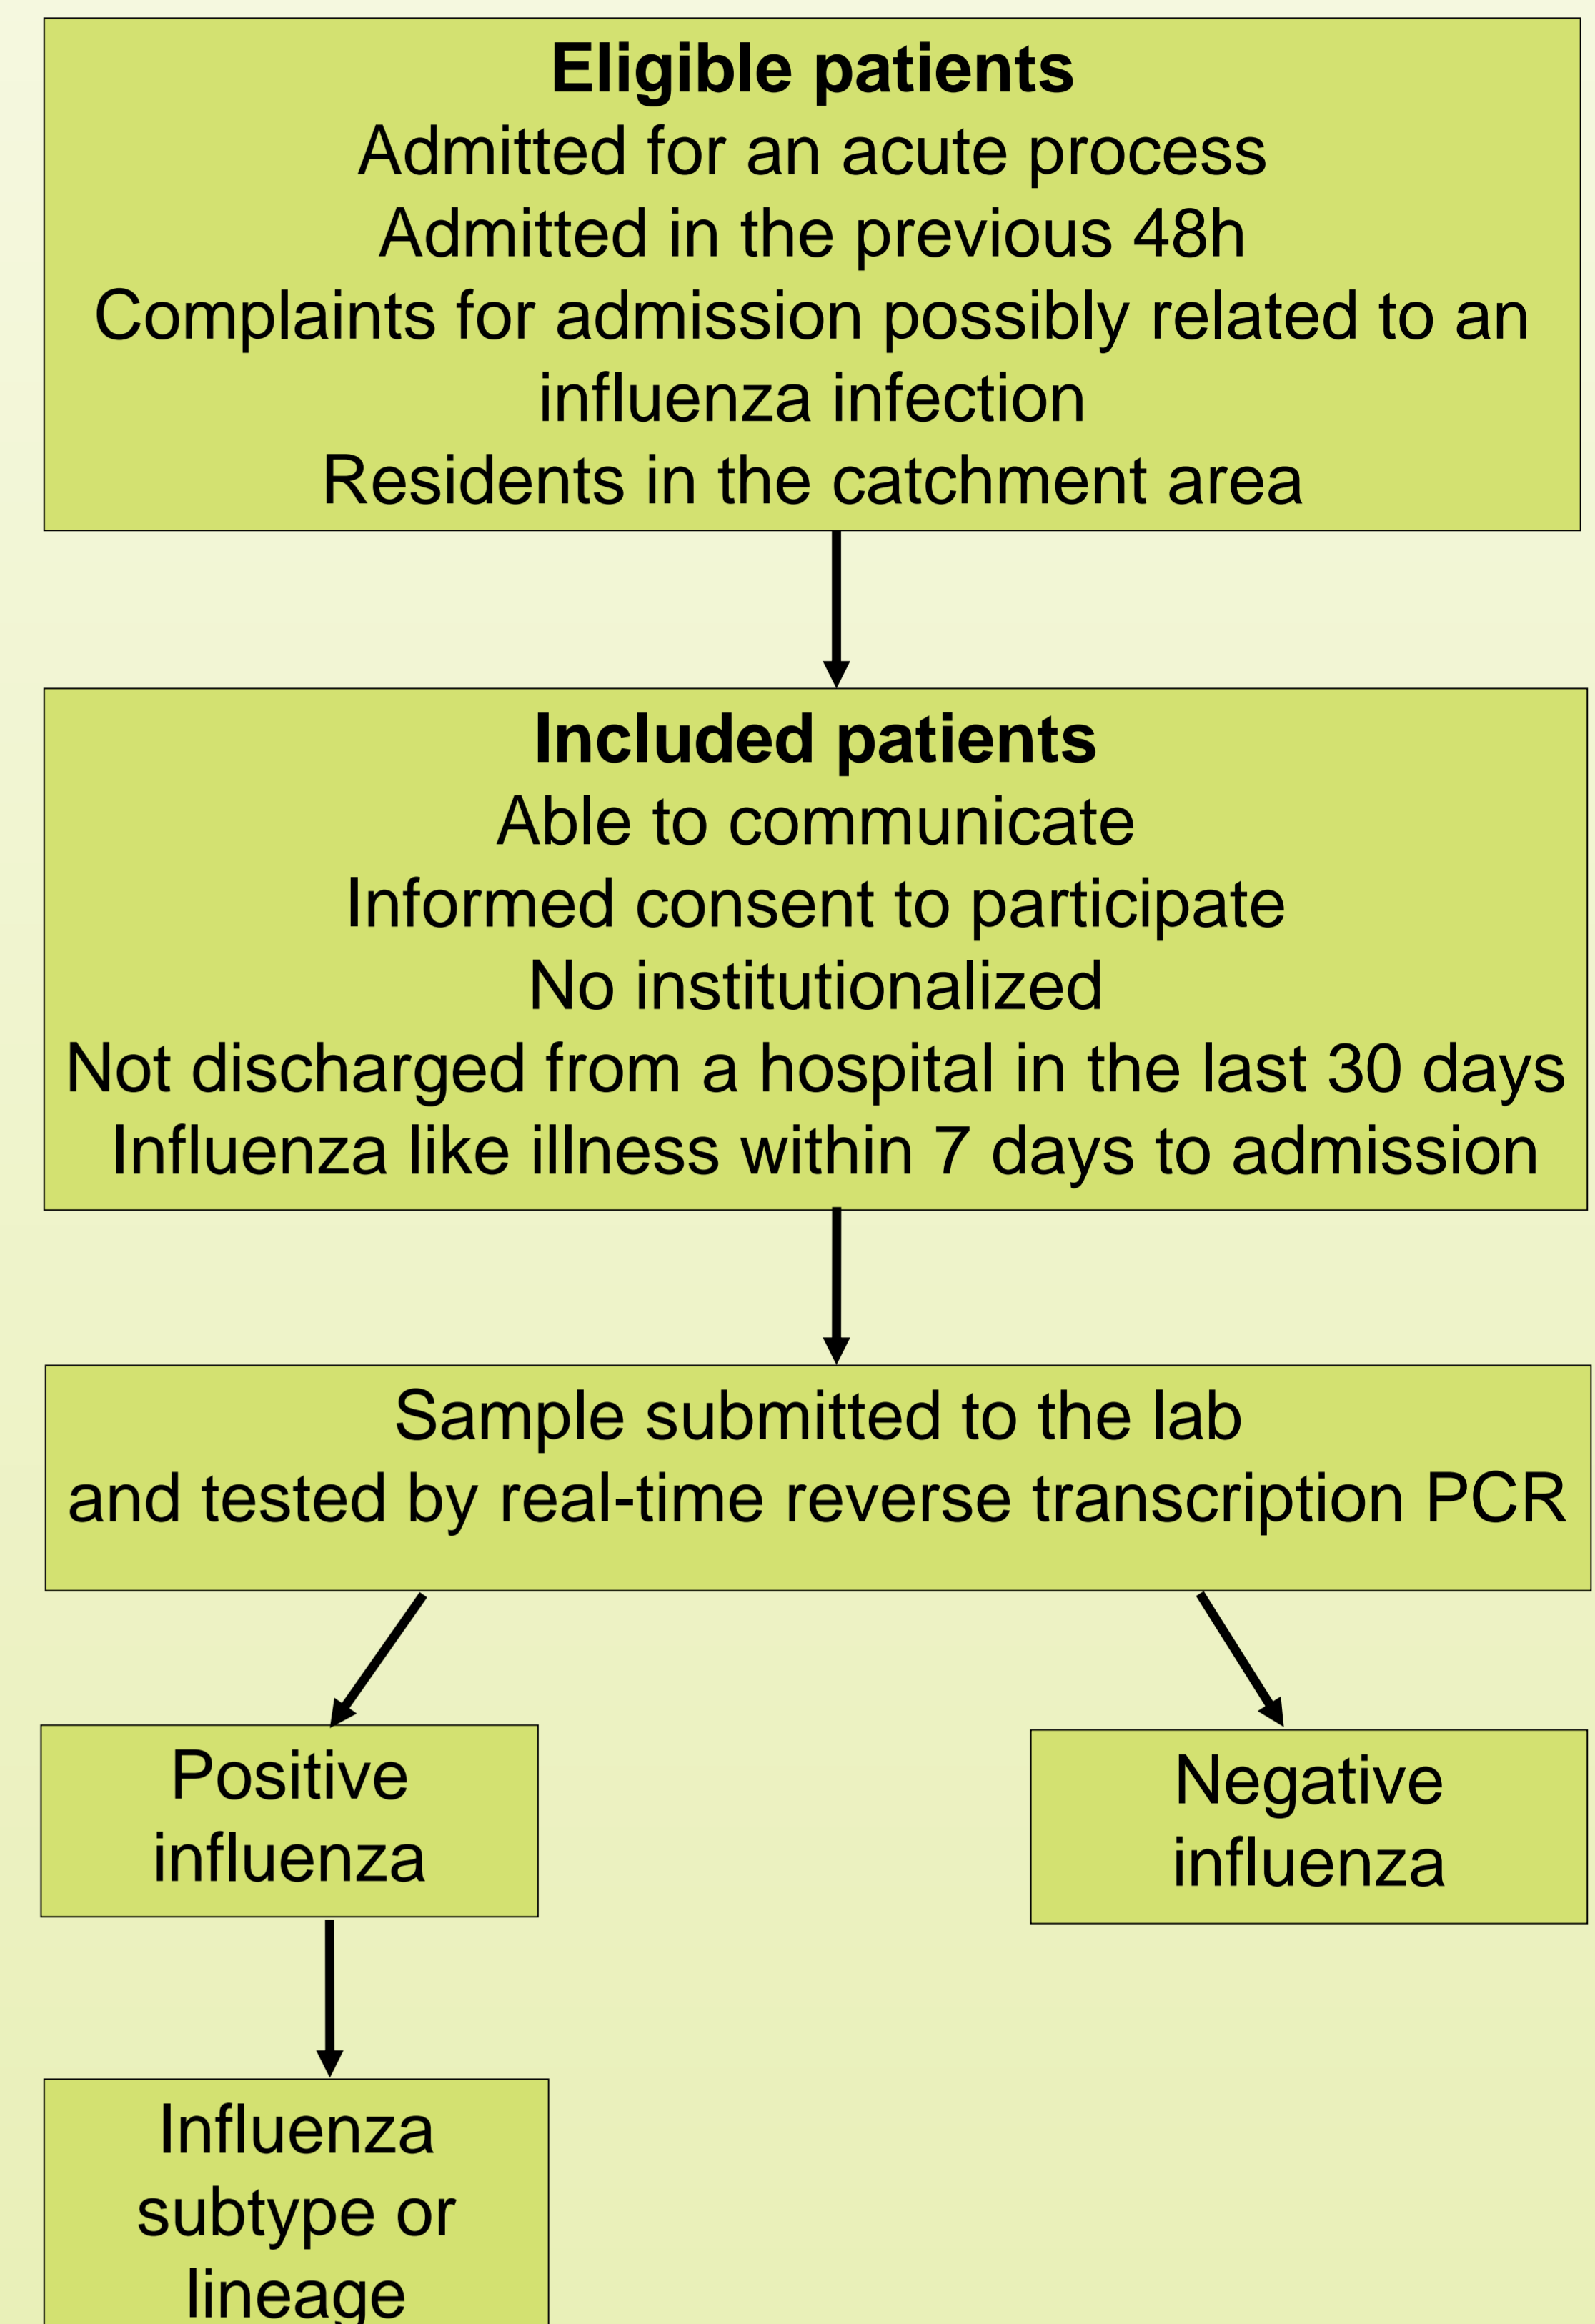 Eligible patients
Admitted for an acute process
Admitted in the previous 48h
Complaints for admission possibly related to an
influenza infection
Residents in the catchment area
Included patients
Able to communicate
Informed consent to participate
No institutionalized
Not discharged from a hospital in the last 30 days
Influenza like illness within 7 days to admission
Sample submitted to the lab
and tested by real-time reverse transcription PCR
Positive
influenza
Negative
influenza
Influenza
subtype or
lineage